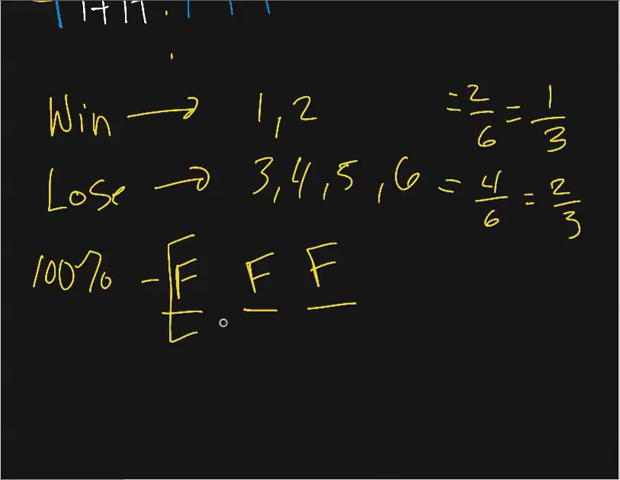 Win → 1, 2 = 2/6 = 1/3
Lose → 3, 4, 5, 6 = 4/6 = 2/3
100% - [F F F